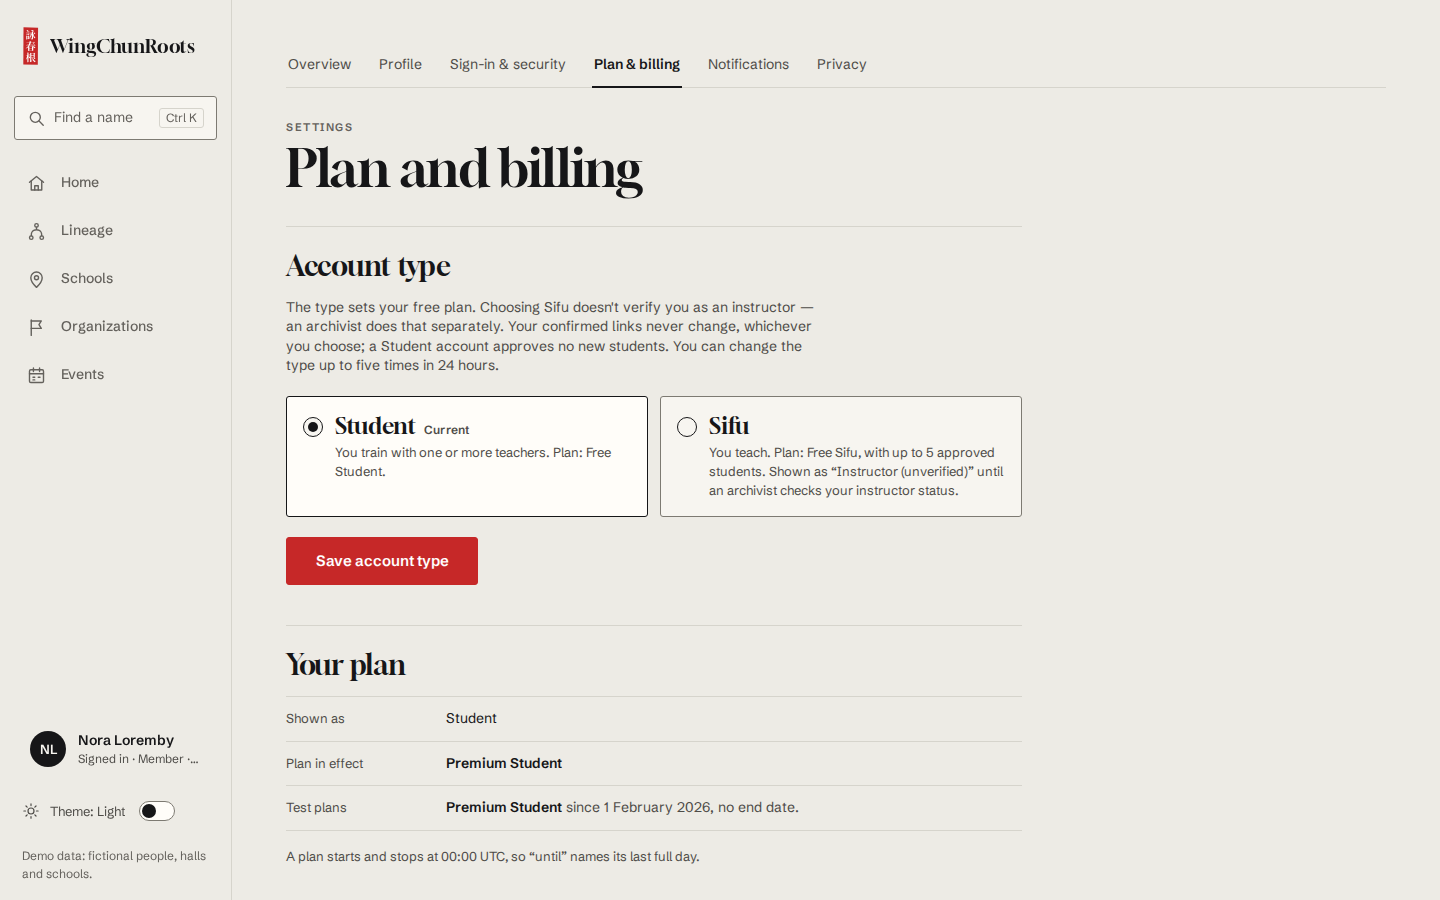 詠春根
WingChunRoots
Find a name
Ctrl K
Home
Lineage
Schools
Organizations
Events
NL
Nora Loremby
Signed in · Member ·…
Theme: Light
Demo data: fictional people, halls
and schools.
Overview
Profile
Sign-in & security
Plan & billing
Notifications
Privacy
SETTINGS
Plan and billing
Account type
The type sets your free plan. Choosing Sifu doesn't verify you as an instructor —
an archivist does that separately. Your confirmed links never change, whichever
you choose; a Student account approves no new students. You can change the
type up to five times in 24 hours.
Student Current
You train with one or more teachers. Plan: Free
Student.
Sifu
You teach. Plan: Free Sifu, with up to 5 approved
students. Shown as “Instructor (unverified)” until
an archivist checks your instructor status.
Save account type
Your plan
Shown as Student
Plan in effect Premium Student
Test plans Premium Student since 1 February 2026, no end date.
A plan starts and stops at 00:00 UTC, so “until” names its last full day.